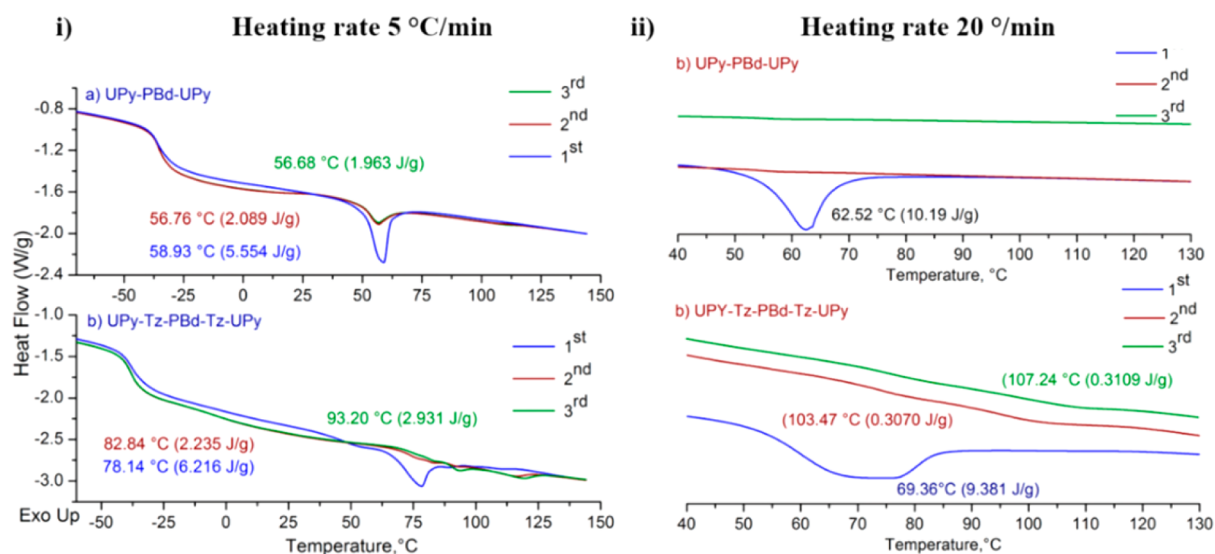 i) Heating rate 5 °C/min
a) UPy-PBd-UPy
3rd
2nd
1st
56.68 °C (1.963 J/g)
56.76 °C (2.089 J/g)
58.93 °C (5.554 J/g)
-0.8
-1.2
-1.6
-2.0
-2.4
-50 -25 0 25 50 75 100 125 150
Heat Flow (W/g)
b) UPy-Tz-PBd-Tz-UPy
1st
2nd
3rd
93.20 °C (2.931 J/g)
82.84 °C (2.235 J/g)
78.14 °C (6.216 J/g)
-1.0
-1.5
-2.0
-2.5
-3.0
Exo Up
-50 -25 0 25 50 75 100 125 150
Temperature,°C
ii) Heating rate 20 °/min
b) UPy-PBd-UPy
1
2nd
3rd
62.52 °C (10.19 J/g)
40 50 60 70 80 90 100 110 120 130
Temperature, °C
b) UPY-Tz-PBd-Tz-UPy
1st
2nd
3rd
(107.24 °C (0.3109 J/g)
(103.47 °C (0.3070 J/g)
69.36°C (9.381 J/g)
40 50 60 70 80 90 100 110 120 130
Temperature, °C